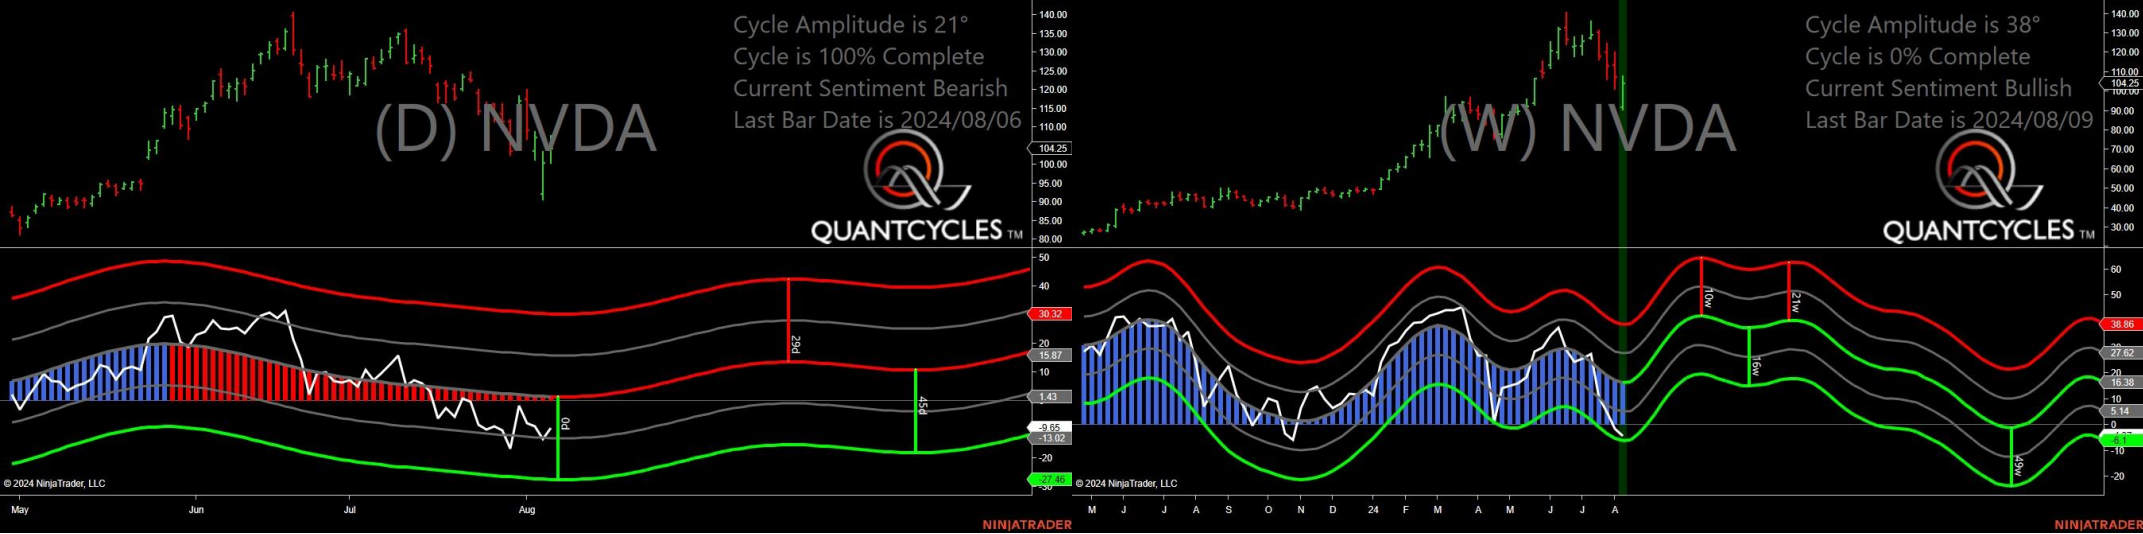 Cycle Amplitude is 21°
Cycle is 100% Complete
Current Sentiment Bearish
Last Bar Date is 2024/08/06
(D) NVDA
QUANTCYCLES TM
140.00
135.00
130.00
125.00
120.00
115.00
110.00
104.25
100.00
95.00
90.00
85.00
80.00
50
40
30.32
20
15.87
10
1.43
-9.65
-13.02
-27.46
29d
45d
0d
© 2024 NinjaTrader, LLC
May Jun Jul Aug
NINJATRADER
Cycle Amplitude is 38°
Cycle is 0% Complete
Current Sentiment Bullish
Last Bar Date is 2024/08/09
(W) NVDA
QUANTCYCLES TM
140.00
130.00
120.00
110.00
104.25
100.00
90.00
80.00
70.00
60.00
50.00
40.00
30.00
60
50
38.86
27.62
20
16.38
10
5.14
0
-6.1
-10
-20
10w
21w
16w
49w
© 2024 NinjaTrader, LLC
M J J A S O N D 24 F M A M J J A
NINJATRADER